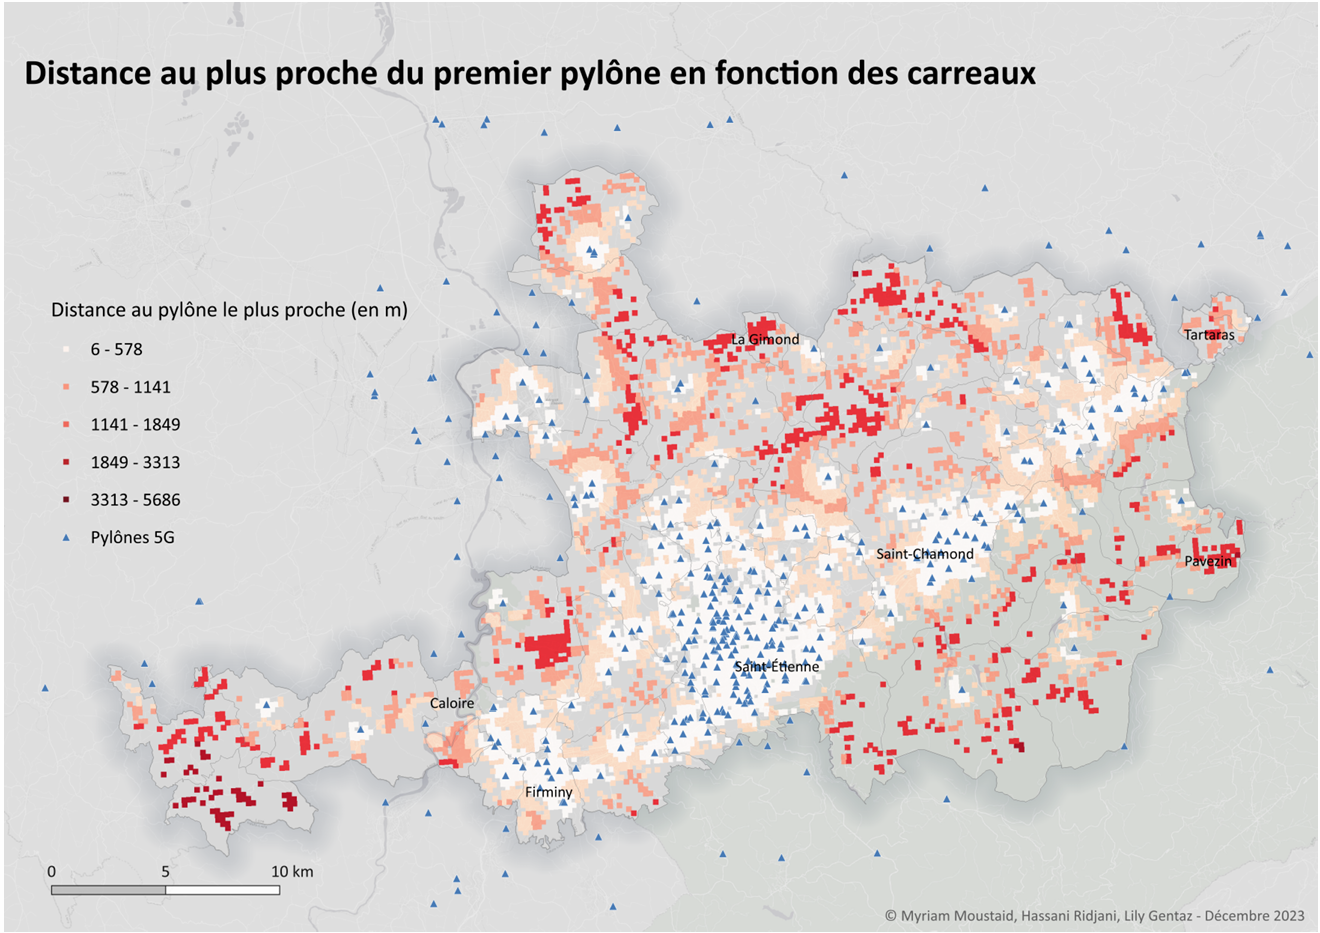 Distance au plus proche du premier pylône en fonction des carreaux
Distance au pylône le plus proche (en m)
6 - 578
578 - 1141
1141 - 1849
1849 - 3313
3313 - 5686
Pylônes 5G
La Gimond
Tartaras
Saint-Chamond
Pavezin
Saint-Étienne
Caloire
Firminy
0 5 10 km
© Myriam Moustaid, Hassani Ridjani, Lily Gentaz - Décembre 2023